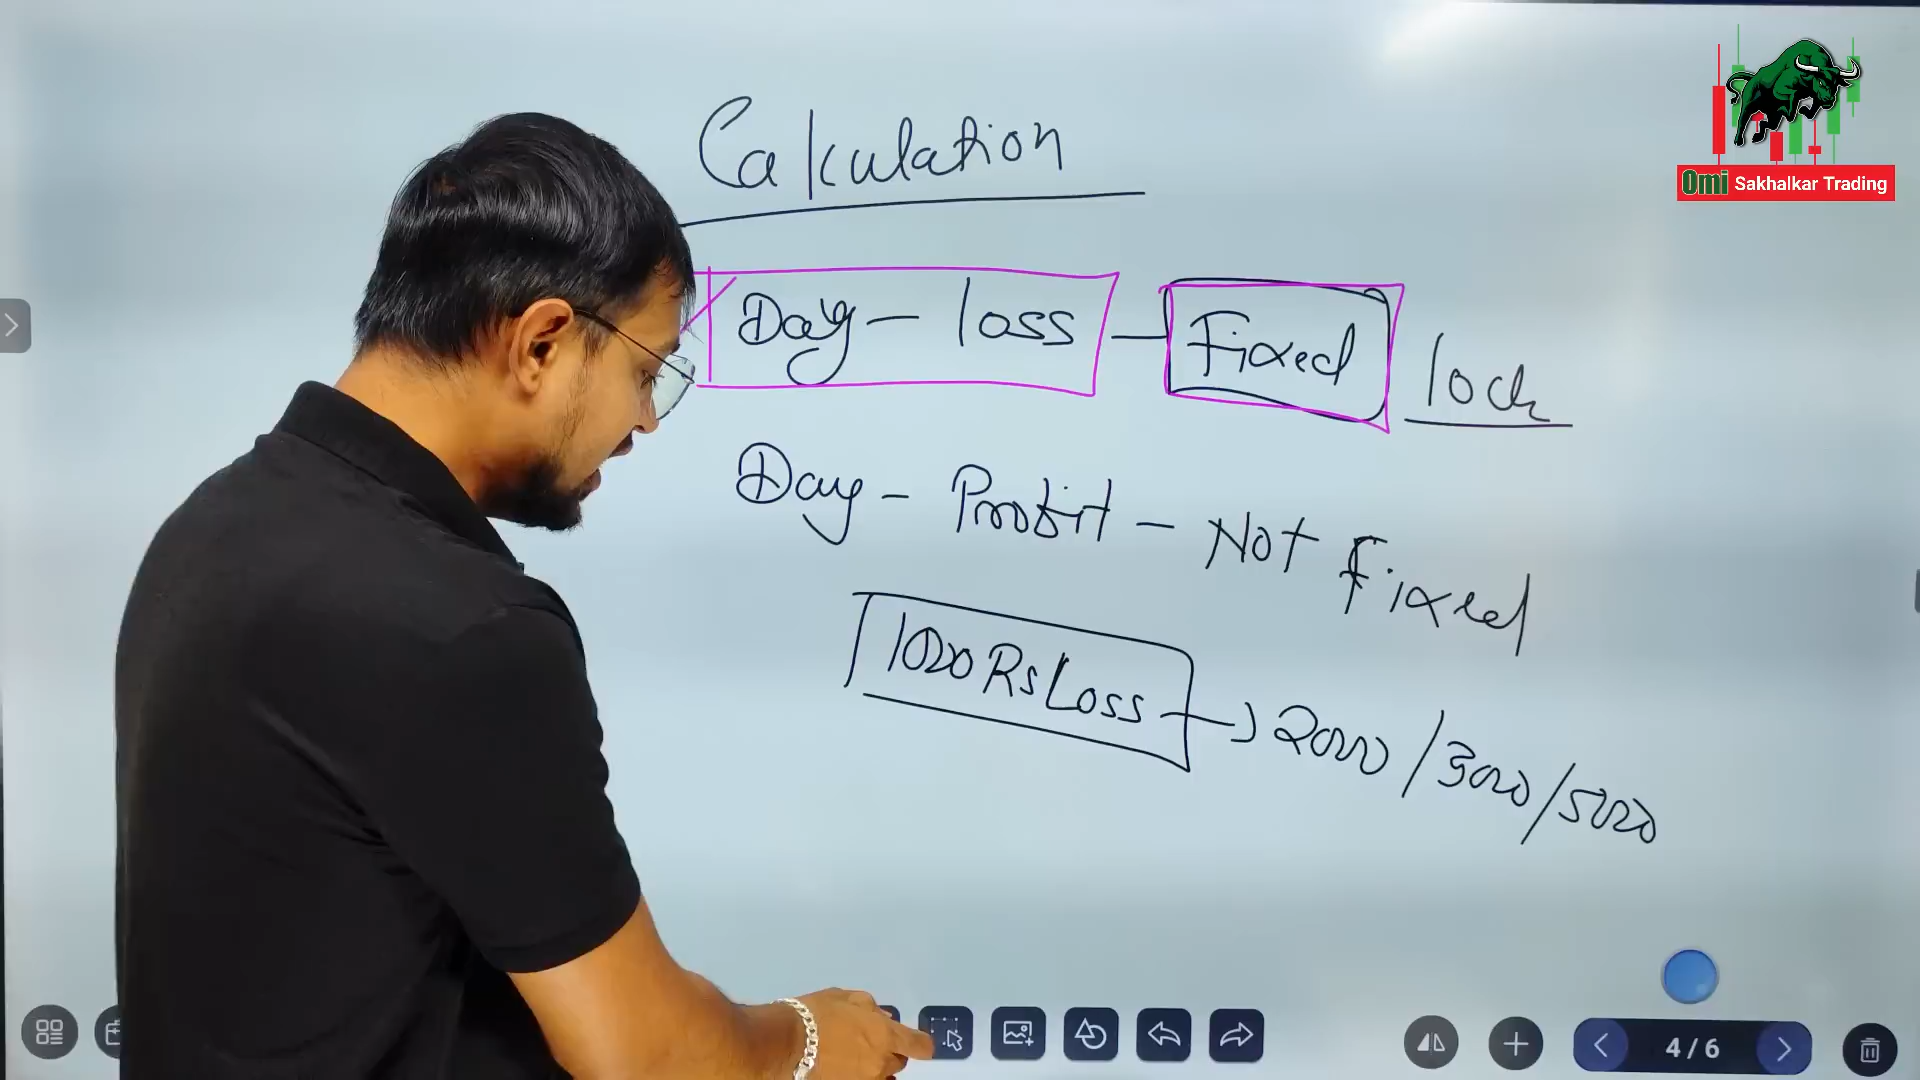 Calculation
Day - loss - Fixed lock
Day - Profit - Not Fixed
1000 Rs Loss → 2000 / 3000 / 5000
Omi Sakhalkar Trading
4 / 6